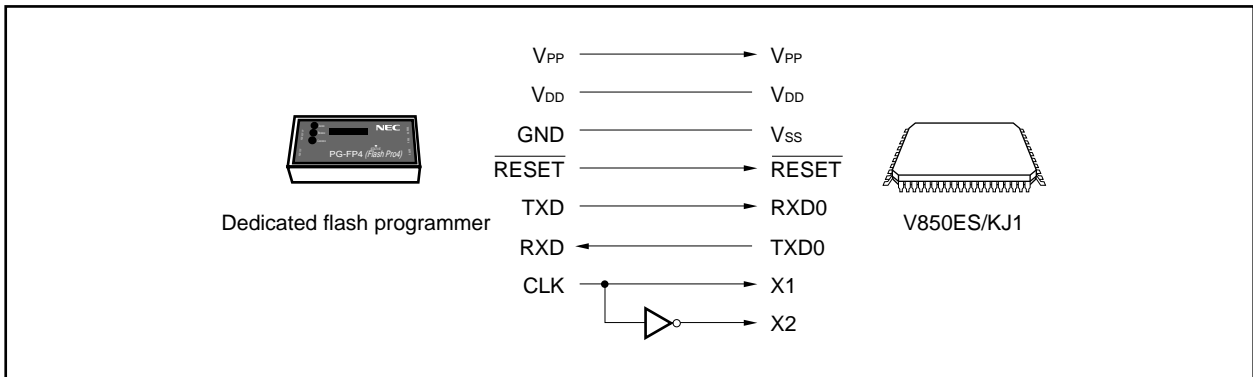 VPP VPP
VDD VDD
GND VSS
RESET RESET
TXD RXD0
RXD TXD0
CLK X1
X2
NEC
PG-FP4 (Flash Pro4)
Dedicated flash programmer
V850ES/KJ1